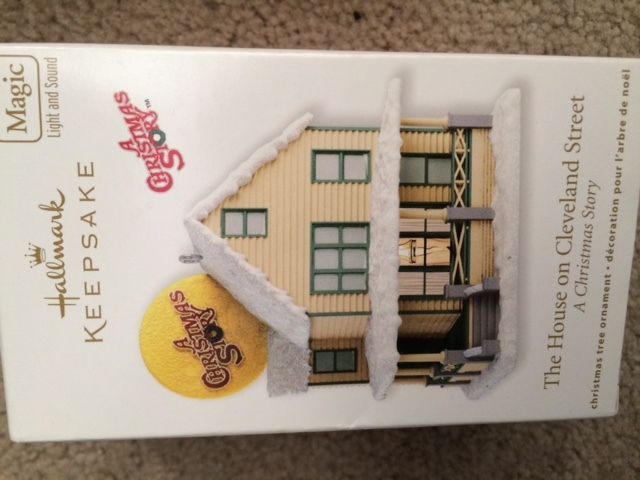 Magic
Light and Sound
Hallmark
KEEPSAKE
A
CHRISTMAS
STORY™
A
CHRISTMAS
STORY
The House on Cleveland Street
A Christmas Story
christmas tree ornament • décoration pour l'arbre de noël